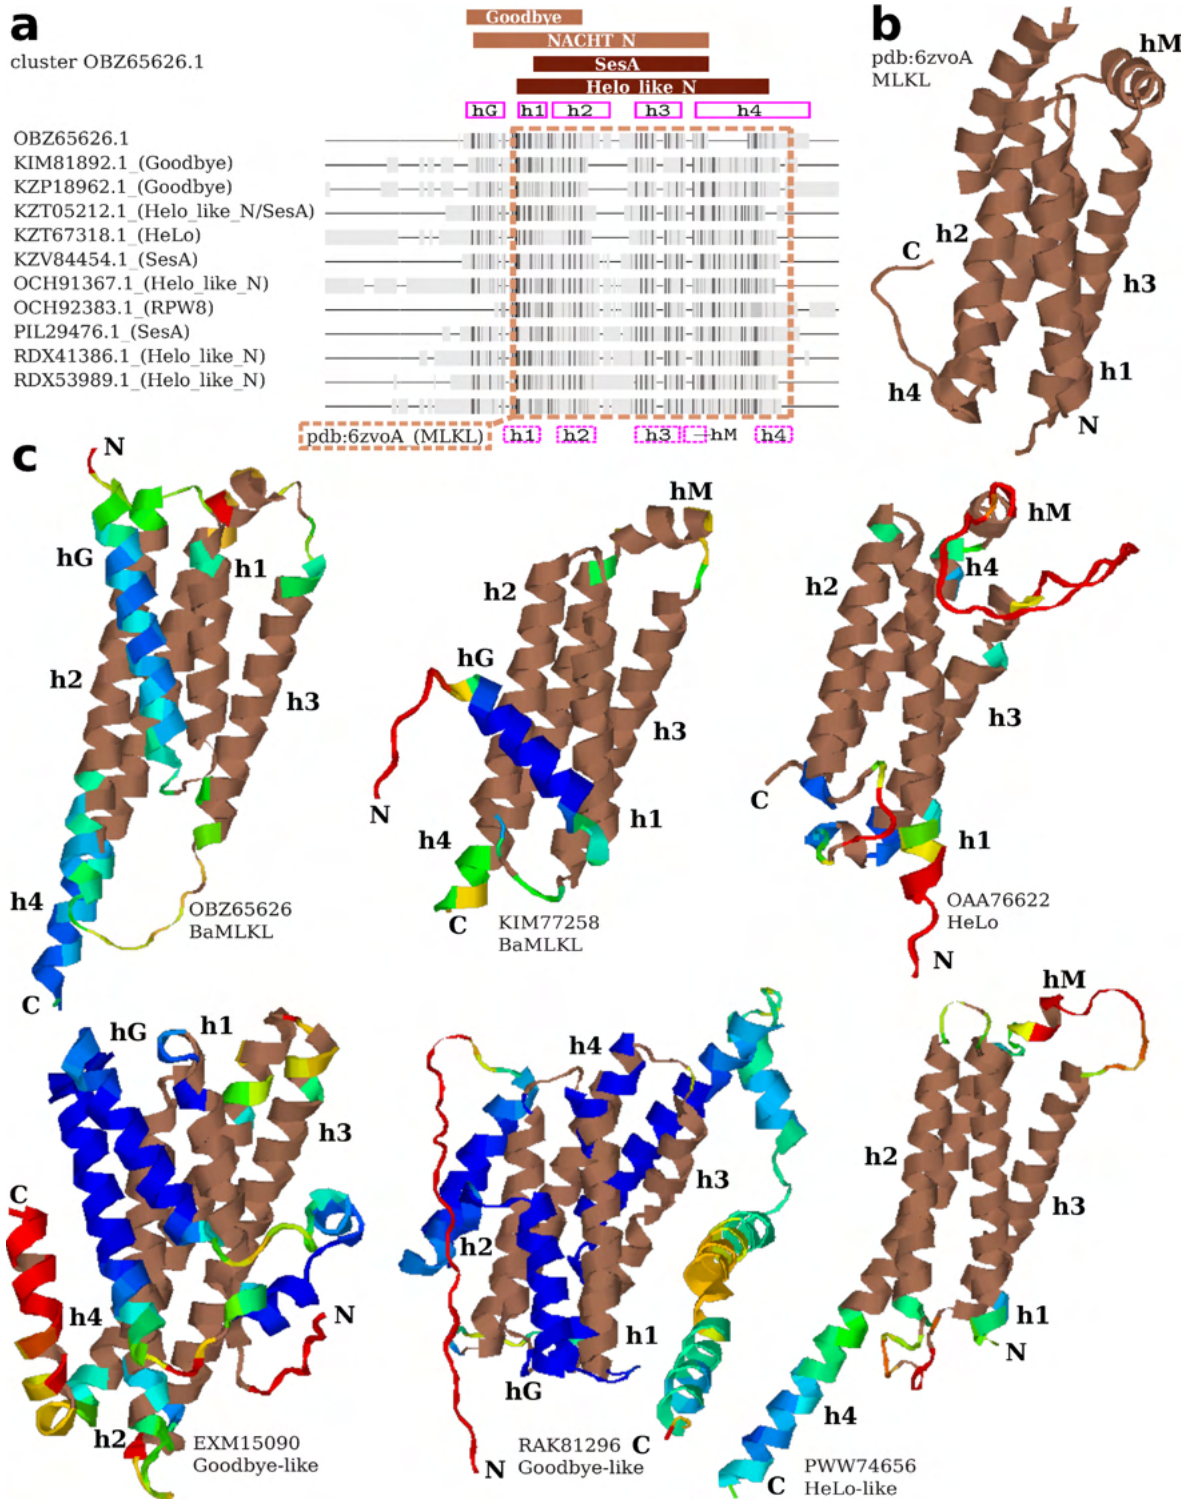 a
Goodbye
NACHT_N
cluster OBZ65626.1
SesA
Helo_like_N
hG h1 h2 h3 h4
OBZ65626.1
KIM81892.1_(Goodbye)
KZP18962.1_(Goodbye)
KZT05212.1_(Helo_like_N/SesA)
KZT67318.1_(HeLo)
KZV84454.1_(SesA)
OCH91367.1_(Helo_like_N)
OCH92383.1_(RPW8)
PIL29476.1_(SesA)
RDX41386.1_(Helo_like_N)
RDX53989.1_(Helo_like_N)
pdb:6zvoA (MLKL)
h1 h2 h3 hM h4
b
pdb:6zvoA
MLKL
hM
h2
C
h3
h4
h1
N
c
N
hG
h1
h2
h3
h4
C
OBZ65626
BaMLKL
hM
h2
hG
h3
N
h1
h4
C
KIM77258
BaMLKL
hM
h2
h4
h3
C
h1
OAA76622
HeLo
N
hG
h1
h3
C
h4
N
h2
EXM15090
Goodbye-like
h4
h3
h2
h1
hG
N
RAK81296
Goodbye-like
C
hM
h2
h3
h1
N
h4
C
PWW74656
HeLo-like